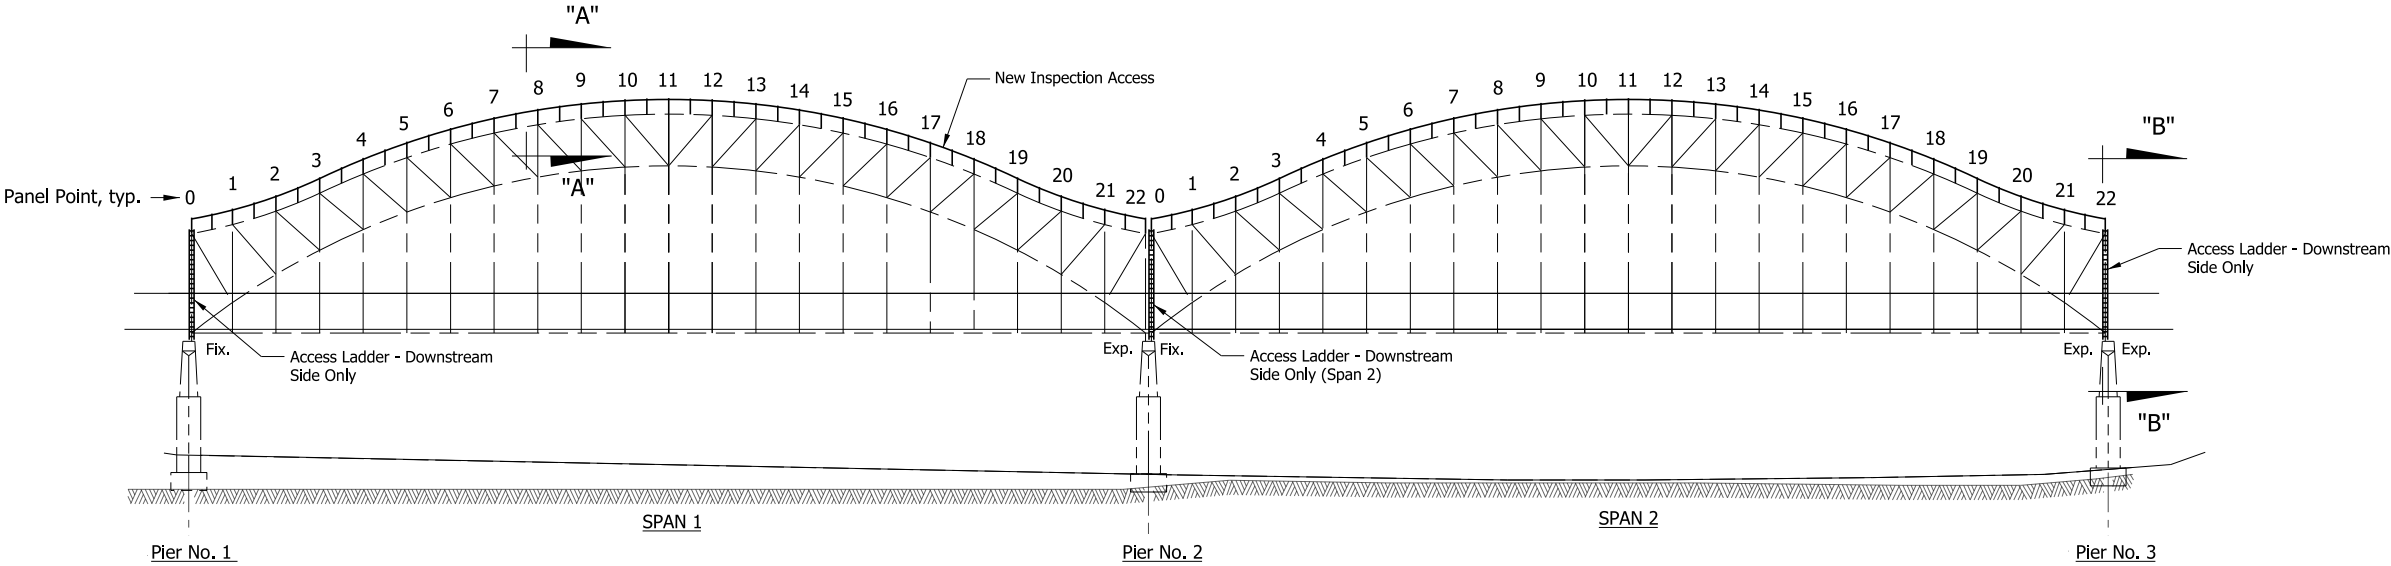 "A"
New Inspection Access
0 1 2 3 4 5 6 7 8 9 10 11 12 13 14 15 16 17 18 19 20 21 22
0 1 2 3 4 5 6 7 8 9 10 11 12 13 14 15 16 17 18 19 20 21 22
"B"
"A"
Panel Point, typ.
Access Ladder - Downstream
Side Only
Fix.
Access Ladder - Downstream
Side Only
Exp.
Fix.
Access Ladder - Downstream
Side Only (Span 2)
Exp.
Exp.
"B"
SPAN 1
SPAN 2
Pier No. 1
Pier No. 2
Pier No. 3